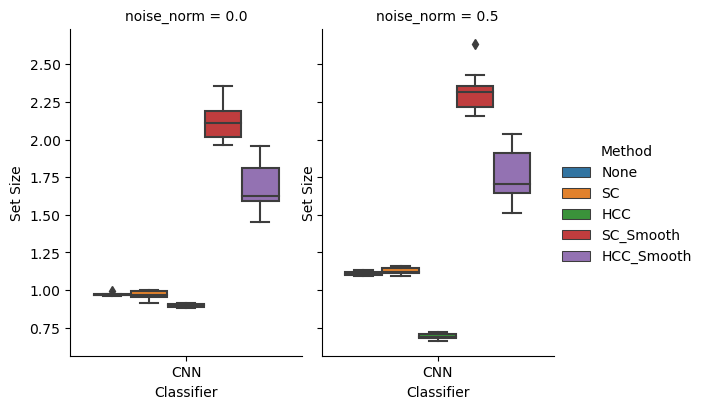 noise_norm = 0.0
noise_norm = 0.5
Set Size
2.50
2.25
2.00
1.75
1.50
1.25
1.00
0.75
CNN
Classifier
Set Size
CNN
Classifier
Method
None
SC
HCC
SC_Smooth
HCC_Smooth